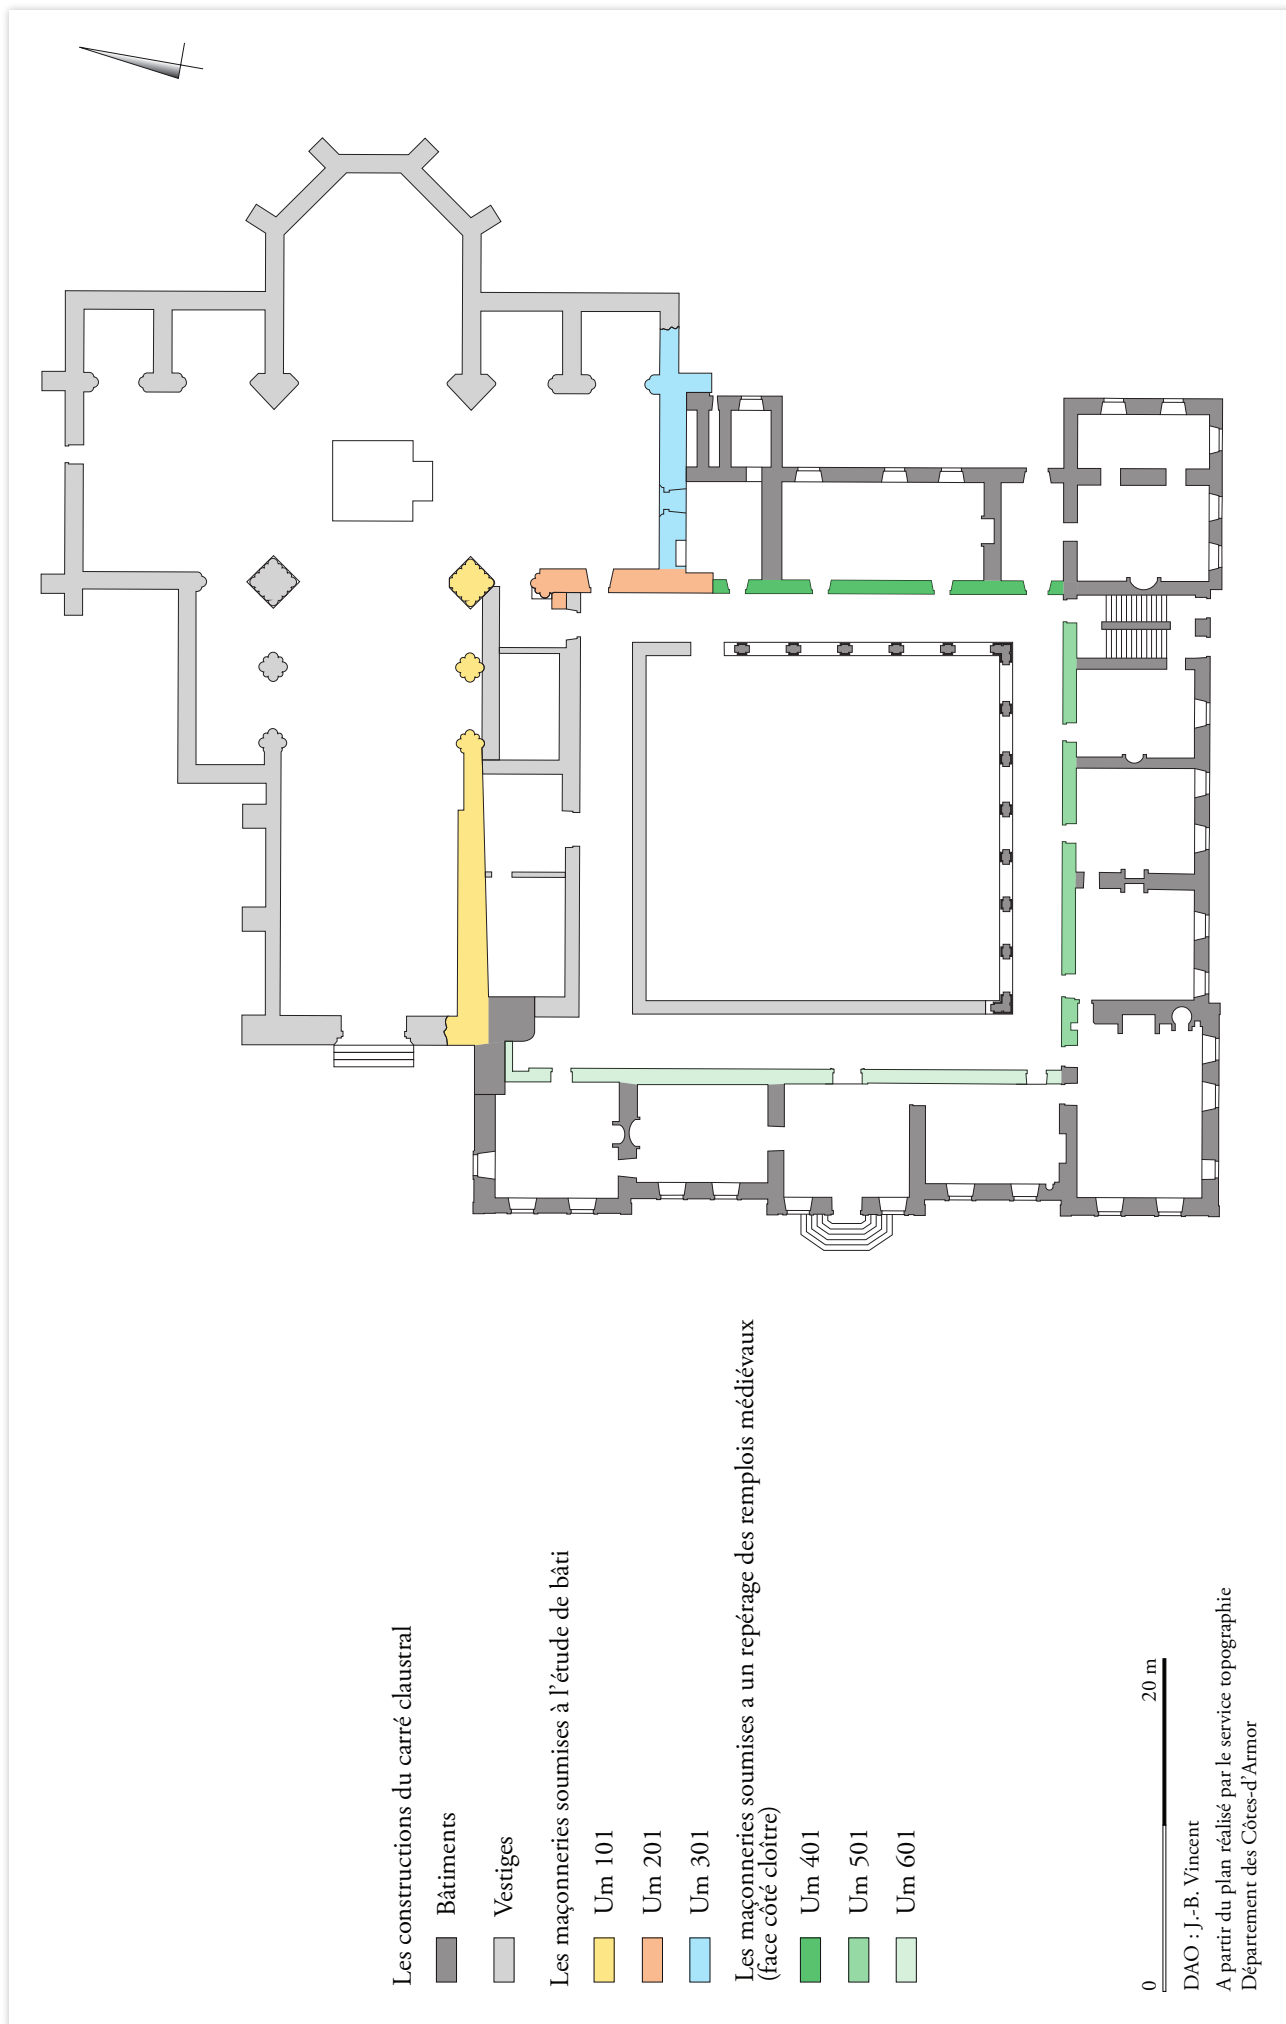 Les constructions du carré claustral
Bâtiments
Vestiges
Les maçonneries soumises à l'étude de bâti
Um 101
Um 201
Um 301
Les maçonneries soumises a un repérage des remplois médiévaux
(face côté cloître)
Um 401
Um 501
Um 601
0 20 m
DAO : J.-B. Vincent
A partir du plan réalisé par le service topographie
Département des Côtes-d'Armor